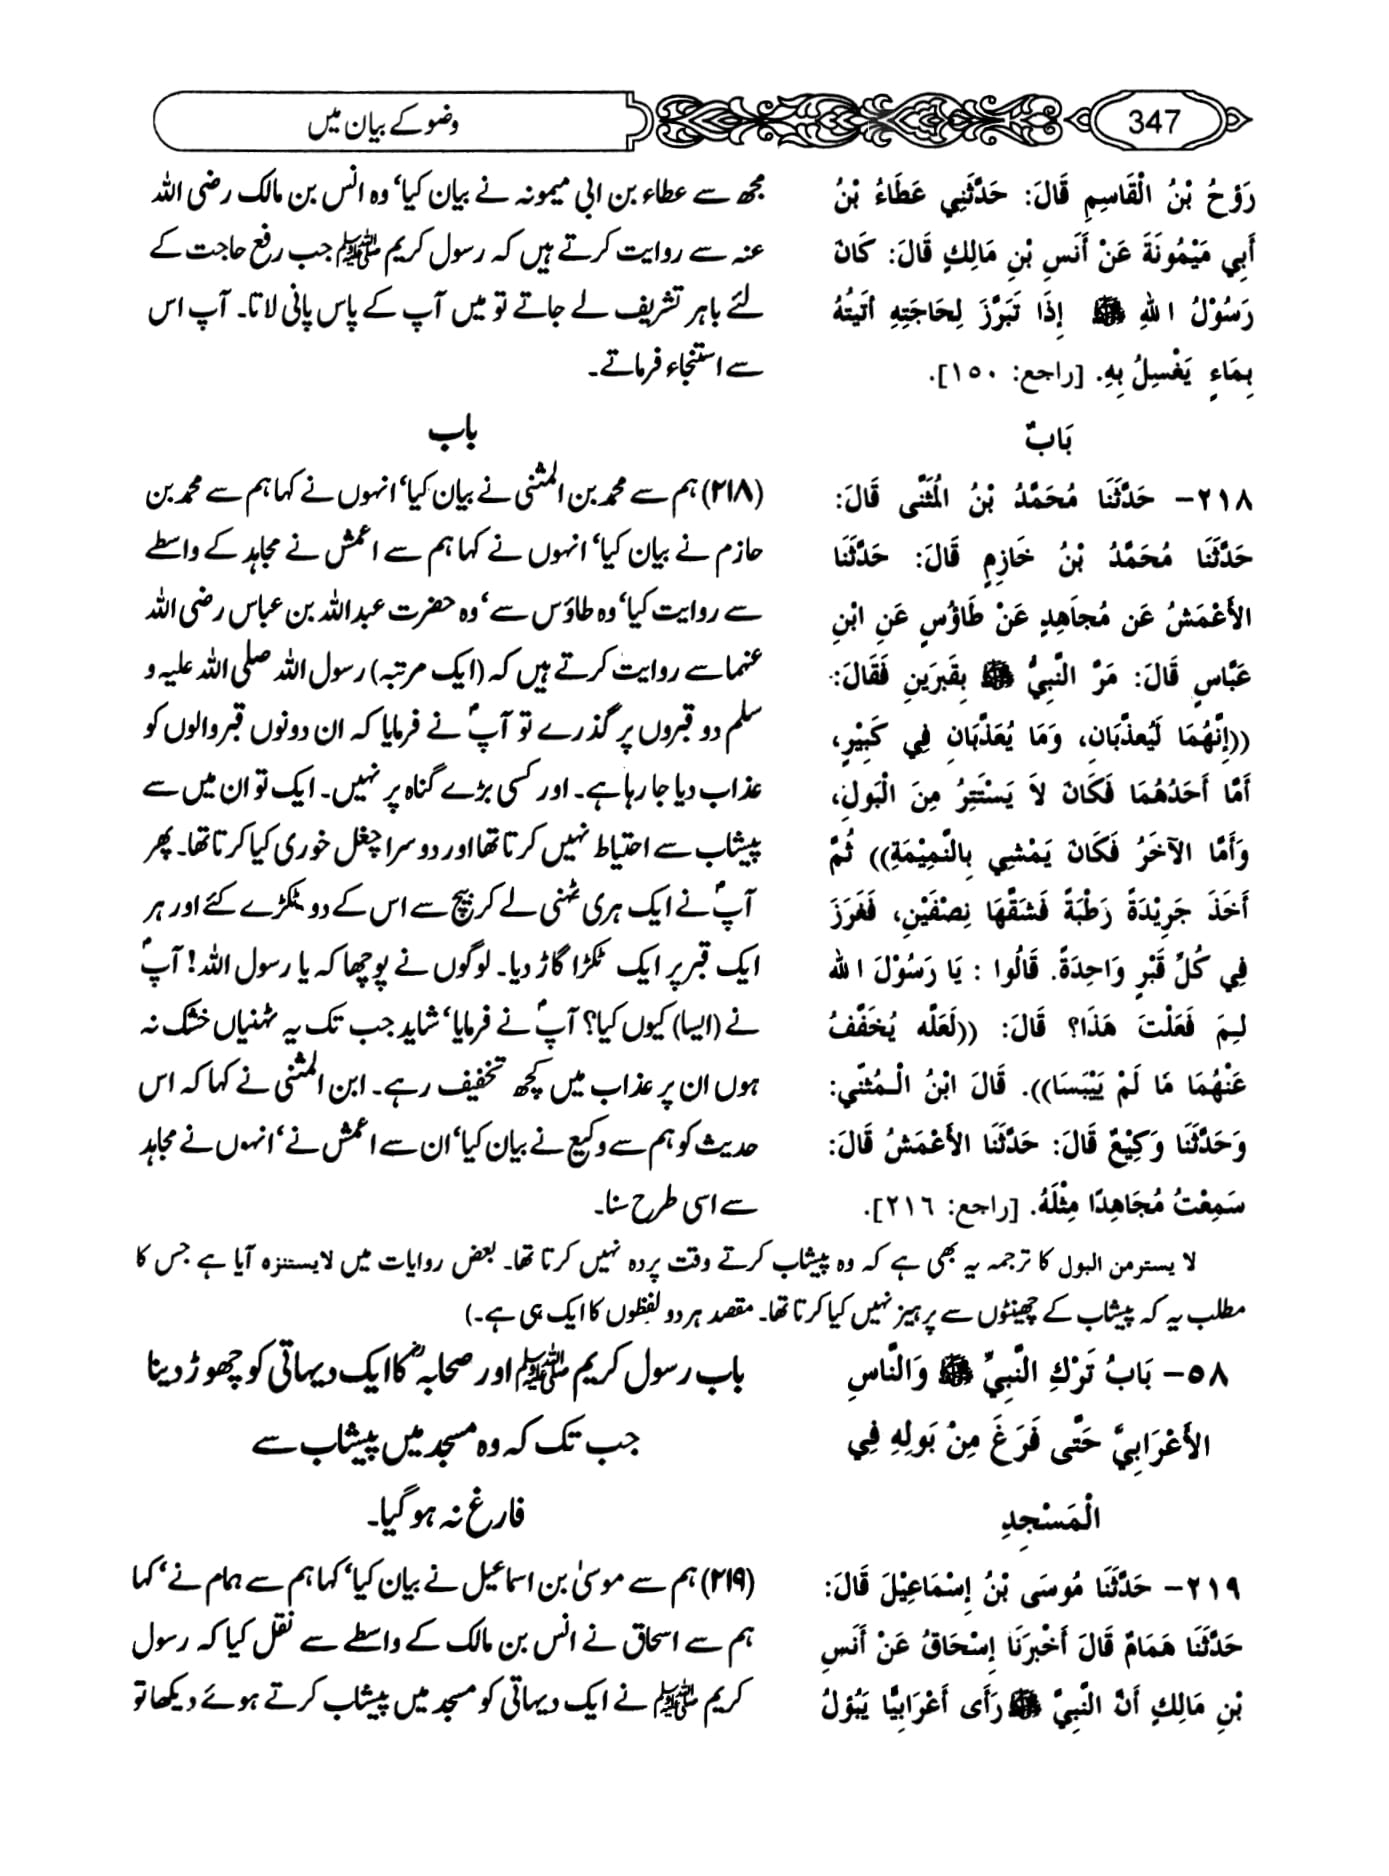 347
وضو کے بیان میں
رَوْحُ بْنُ الْقَاسِمِ قَالَ: حَدَّثَنِي عَطَاءُ بْنُ
أَبِي مَيْمُونَةَ عَنْ أَنَسِ بْنِ مَالِكٍ قَالَ: كَانَ
رَسُوْلُ اللهِ ﷺ إِذَا تَبَرَّزَ لِحَاجَتِهِ أَتَيْتُهُ
بِمَاءٍ يَغْسِلُ بِهِ. [راجع: ١٥٠].
بَابٌ
٢١٨- حَدَّثَنَا مُحَمَّدُ بْنُ الْمُثَنَّى قَالَ:
حَدَّثَنَا مُحَمَّدُ بْنُ خَازِمٍ قَالَ: حَدَّثَنَا
الأَعْمَشُ عَن مُجَاهِدٍ عَنْ طَاؤُسٍ عَنِ ابْنِ
عَبَّاسٍ قَالَ: مَرَّ النَّبِيُّ ﷺ بِقَبرَينِ فَقَالَ:
((إِنَّهُمَا لَيُعذَّبَانِ، وَمَا يُعَذَّبَانِ فِي كَبِيْرٍ،
أَمَّا أَحَدُهُمَا فَكَانَ لاَ يَسْتَتِرُ مِنَ الْبَولِ،
وَأَمَّا الآخَرُ فَكَانَ يَمْشِي بِالنَّمِيْمَةِ)) ثُمَّ
أَخَذَ جَرِيْدَةً رَطْبَةً فَشَقَّهَا نِصْفَيْنِ، فَغَرَزَ
فِي كُلِّ قَبْرٍ وَاحِدَةً. قَالُوا : يَا رَسُوْلَ اللهِ
لِمَ فَعَلْتَ هَذَا؟ قَالَ: ((لَعَلَّه يُخَفَّفُ
عَنْهُمَا مَا لَمْ يَيْبَسَا)). قَالَ ابْنُ الْـمُثنّي:
وَحَدَّثَنَا وَكِيْعٌ قَالَ: حَدَّثَنَا الأَعْمَشُ قَالَ:
سَمِعْتُ مُجَاهِدًا مِثْلَهُ. [راجع: ٢١٦].
مجھ سے عطاء بن ابی میمونہ نے بیان کیا' وہ انس بن مالک رضی اللہ
عنہ سے روایت کرتے ہیں کہ رسول کریم ﷺ جب رفع حاجت کے
لئے باہر تشریف لے جاتے تو میں آپ کے پاس پانی لاتا۔ آپ اس
سے استنجاء فرماتے۔
باب
(۲۱۸) ہم سے محمد بن المثنی نے بیان کیا' انہوں نے کہا ہم سے محمد بن
حازم نے بیان کیا' انہوں نے کہا ہم سے اعمش نے مجاہد کے واسطے
سے روایت کیا' وہ طاؤس سے' وہ حضرت عبداللہ بن عباس رضی اللہ
عنہما سے روایت کرتے ہیں کہ (ایک مرتبہ) رسول اللہ صلی اللہ علیہ و
سلم دو قبروں پر گذرے تو آپؐ نے فرمایا کہ ان دونوں قبر والوں کو
عذاب دیا جا رہا ہے۔ اور کسی بڑے گناہ پر نہیں۔ ایک تو ان میں سے
پیشاب سے احتیاط نہیں کرتا تھا اور دوسرا چغل خوری کیا کرتا تھا۔ پھر
آپؐ نے ایک ہری ٹہنی لے کر بیچ سے اس کے دو ٹکڑے کئے اور ہر
ایک قبر پر ایک ٹکڑا گاڑ دیا۔ لوگوں نے پوچھا کہ یا رسول اللہ! آپؐ
نے (ایسا) کیوں کیا؟ آپؐ نے فرمایا' شاید جب تک یہ ٹہنیاں خشک نہ
ہوں ان پر عذاب میں کچھ تخفیف رہے۔ ابن المثنی نے کہا کہ اس
حدیث کو ہم سے وکیع نے بیان کیا' ان سے اعمش نے' انہوں نے مجاہد
سے اسی طرح سنا۔
لا یستر من البول کا ترجمہ یہ بھی ہے کہ وہ پیشاب کرتے وقت پردہ نہیں کرتا تھا۔ بعض روایات میں لایستنزہ آیا ہے جس کا
مطلب یہ کہ پیشاب کے چھینٹوں سے پرہیز نہیں کیا کرتا تھا۔ مقصد ہر دو لفظوں کا ایک ہی ہے۔)
٥٨- بَابُ تَرْكِ النَّبِيِّ ﷺ وَالنَّاسِ
الأَعْرَابِيَّ حَتَّى فَرَغَ مِنْ بَولِهِ فِي
الْمَسْجِدِ
باب رسول کریم ﷺ اور صحابہؓ کا ایک دیہاتی کو چھوڑ دینا
جب تک کہ وہ مسجد میں پیشاب سے
فارغ نہ ہو گیا۔
٢١٩- حَدَّثَنَا مُوسَى بْنُ إِسْمَاعِيْلَ قَالَ:
حَدَّثَنَا هَمَامٌ قَالَ أَخْبَرَنَا إِسْحَاقُ عَنْ أَنَسِ
بْنِ مَالِكٍ أَنَّ النَّبِيَّ ﷺ رَأَى أَعْرَابِيًّا يَبُوْلُ
(۲۱۹) ہم سے موسیٰ بن اسماعیل نے بیان کیا' کہا ہم سے ہمام نے' کہا
ہم سے اسحاق نے انس بن مالک کے واسطے سے نقل کیا کہ رسول
کریم ﷺ نے ایک دیہاتی کو مسجد میں پیشاب کرتے ہوئے دیکھا تو